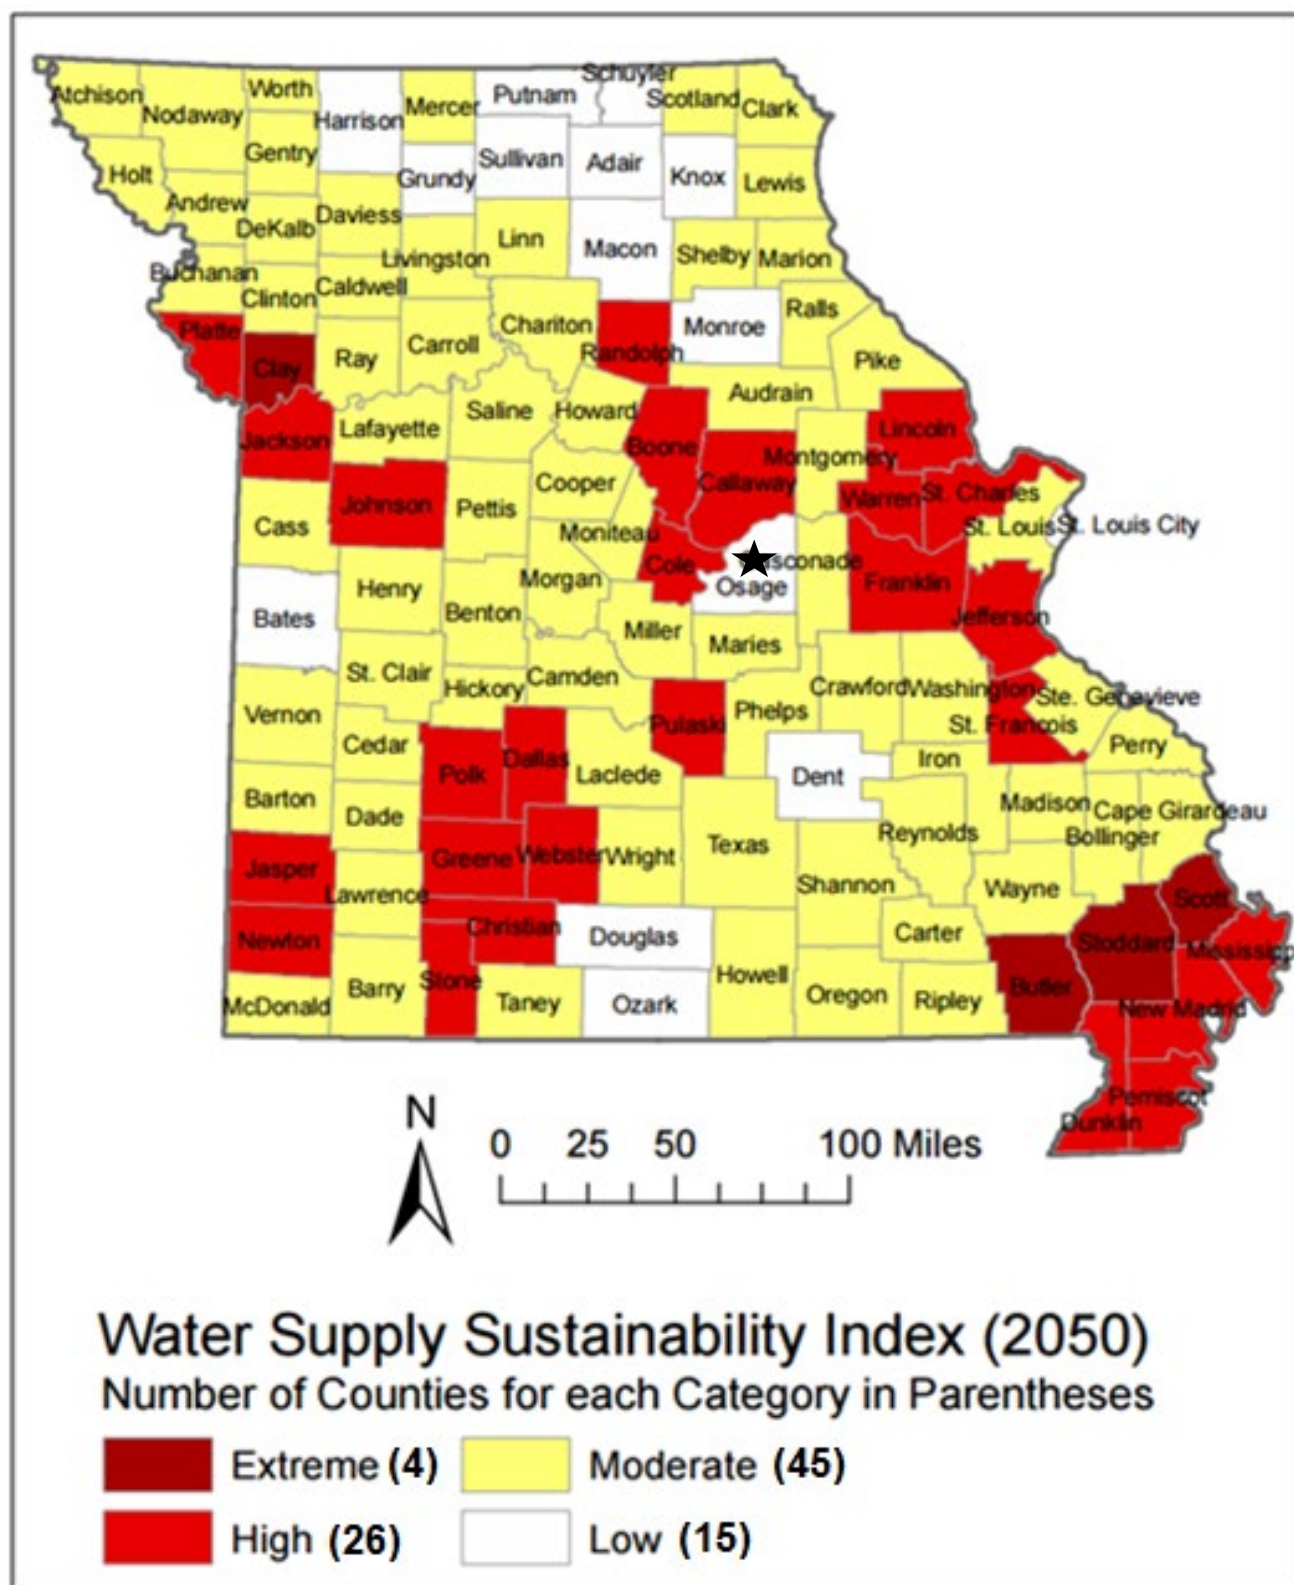 Schuyler
Atchison
Worth
Putnam
Scotland
Clark
Nodaway
Harrison
Mercer
Gentry
Sullivan
Adair
Knox
Lewis
Holt
Grundy
Andrew
Daviess
DeKalb
Linn
Macon
Shelby
Marion
Livingston
Buchanan
Caldwell
Clinton
Chariton
Monroe
Ralls
Platte
Randolph
Clay
Ray
Carroll
Pike
Audrain
Saline
Howard
Lafayette
Jackson
Lincoln
Boone
Montgomery
Callaway
Cooper
Johnson
Warren
St. Charles
Pettis
Cass
Moniteau
St. Louis
St. Louis City
Cole
Gasconade
Morgan
Osage
Franklin
Henry
Benton
Bates
Jefferson
Miller
Maries
St. Clair
Camden
Hickory
Crawford
Washington
Ste. Genevieve
Vernon
Pulaski
Phelps
St. Francois
Cedar
Perry
Dallas
Polk
Laclede
Dent
Iron
Barton
Dade
Madison
Cape Girardeau
Texas
Reynolds
Bollinger
Jasper
Greene
Webster
Wright
Lawrence
Shannon
Wayne
Scott
Newton
Christian
Douglas
Carter
Stoddard
Mississipp
Stone
Howell
Butler
McDonald
Barry
Taney
Ozark
Oregon
Ripley
New Madrid
Pemiscot
Dunklin
N
0 25 50 100 Miles
Water Supply Sustainability Index (2050)
Number of Counties for each Category in Parentheses
Extreme (4) Moderate (45)
High (26) Low (15)